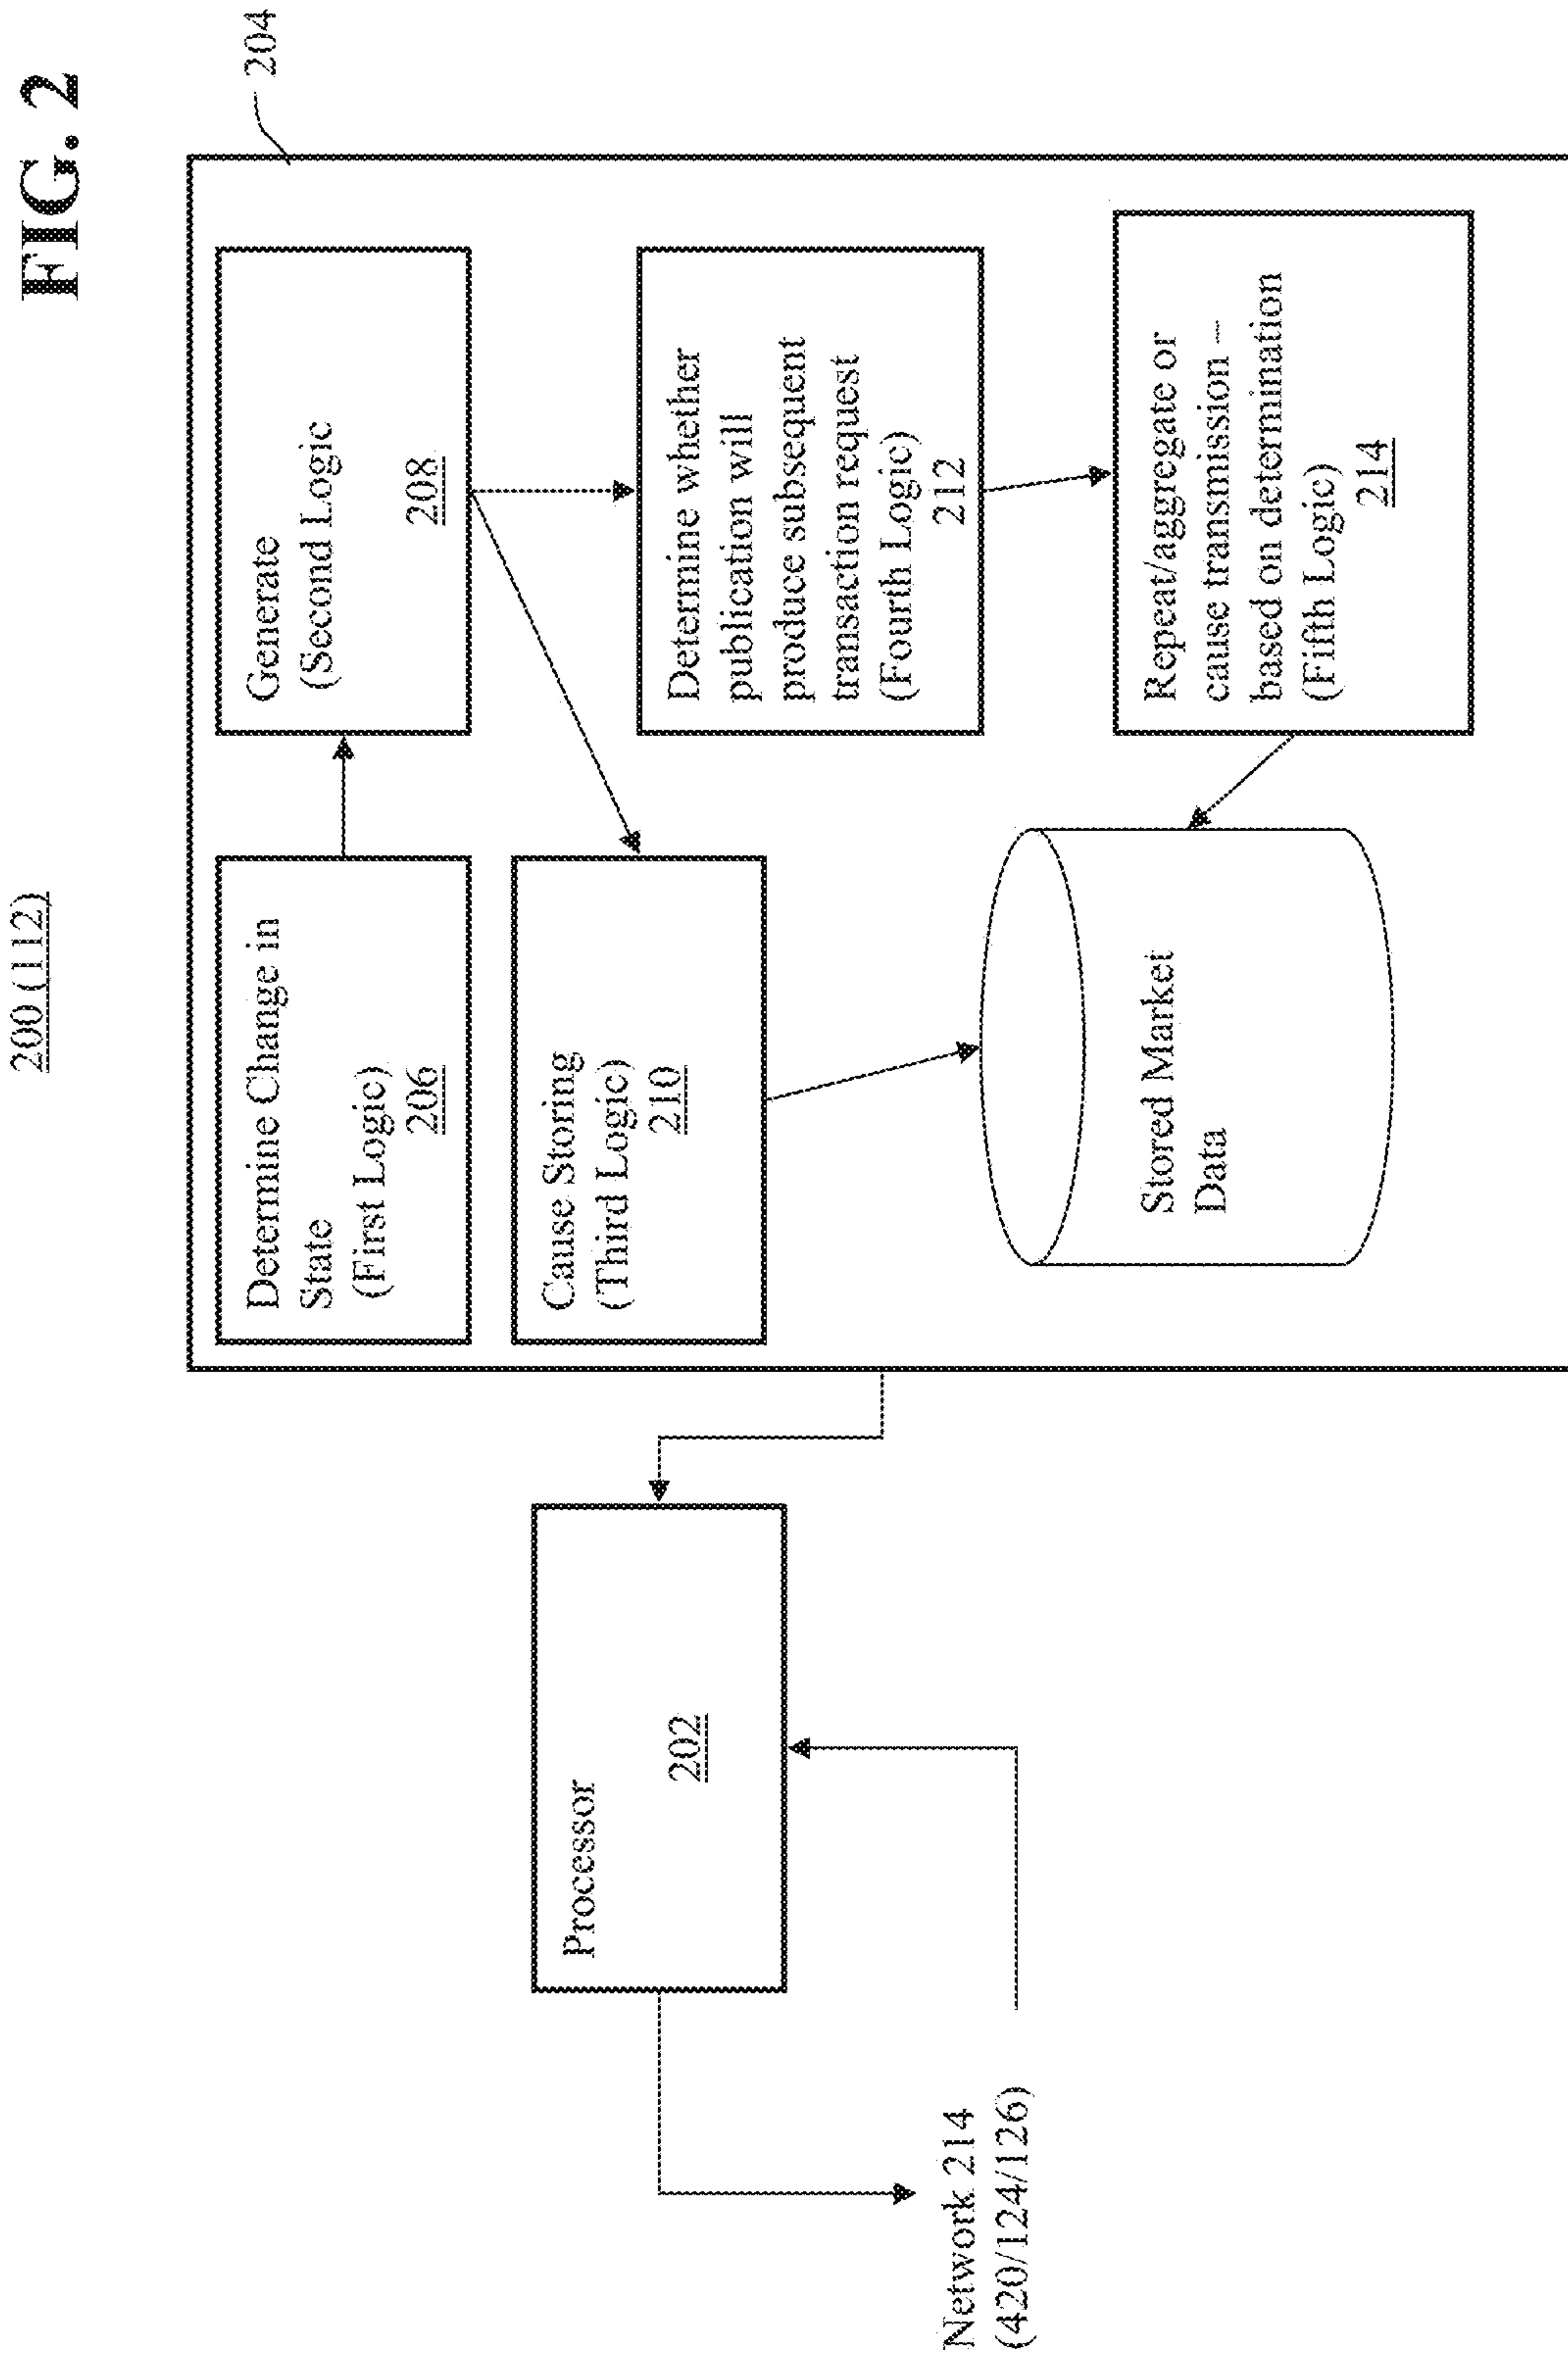 200 (112)
FIG. 2
204
Determine Change in
State
(First Logic)
206
Generate
(Second Logic
208
Cause Storing
(Third Logic)
210
Determine whether
publication will
produce subsequent
transaction request
(Fourth Logic)
212
Repeat/aggregate or
cause transmission –
based on determination
(Fifth Logic)
214
Stored Market
Data
Processor
202
Network 214
(420/124/126)